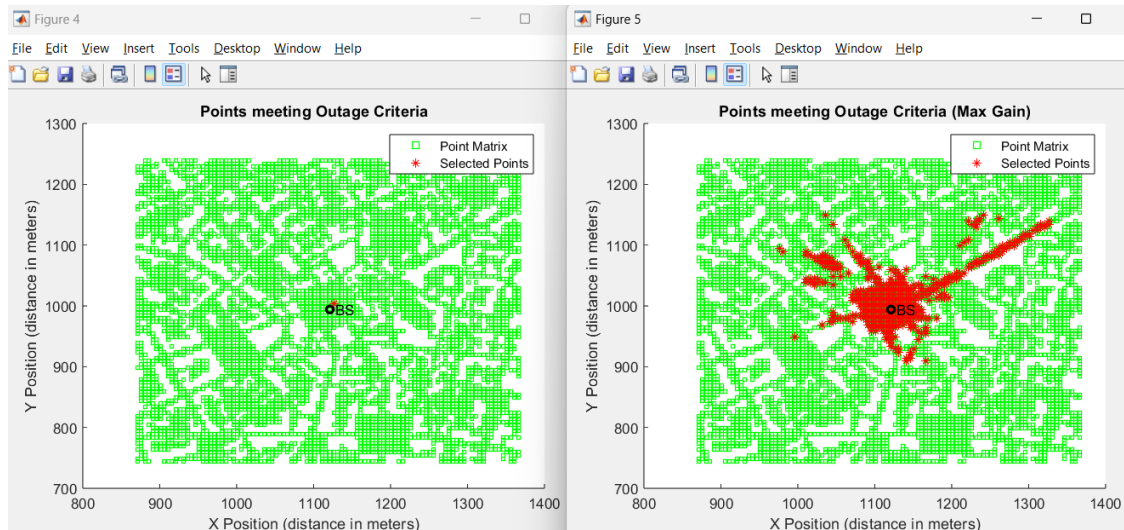 Figure 4
File Edit View Insert Tools Desktop Window Help
Points meeting Outage Criteria
Point Matrix
Selected Points
1300
1200
1100
1000
900
800
700
Y Position (distance in meters)
BS
800 900 1000 1100 1200 1300 1400
X Position (distance in meters)
Figure 5
File Edit View Insert Tools Desktop Window Help
Points meeting Outage Criteria (Max Gain)
Point Matrix
Selected Points
1300
1200
1100
1000
900
800
700
Y Position (distance in meters)
BS
800 900 1000 1100 1200 1300 1400
X Position (distance in meters)